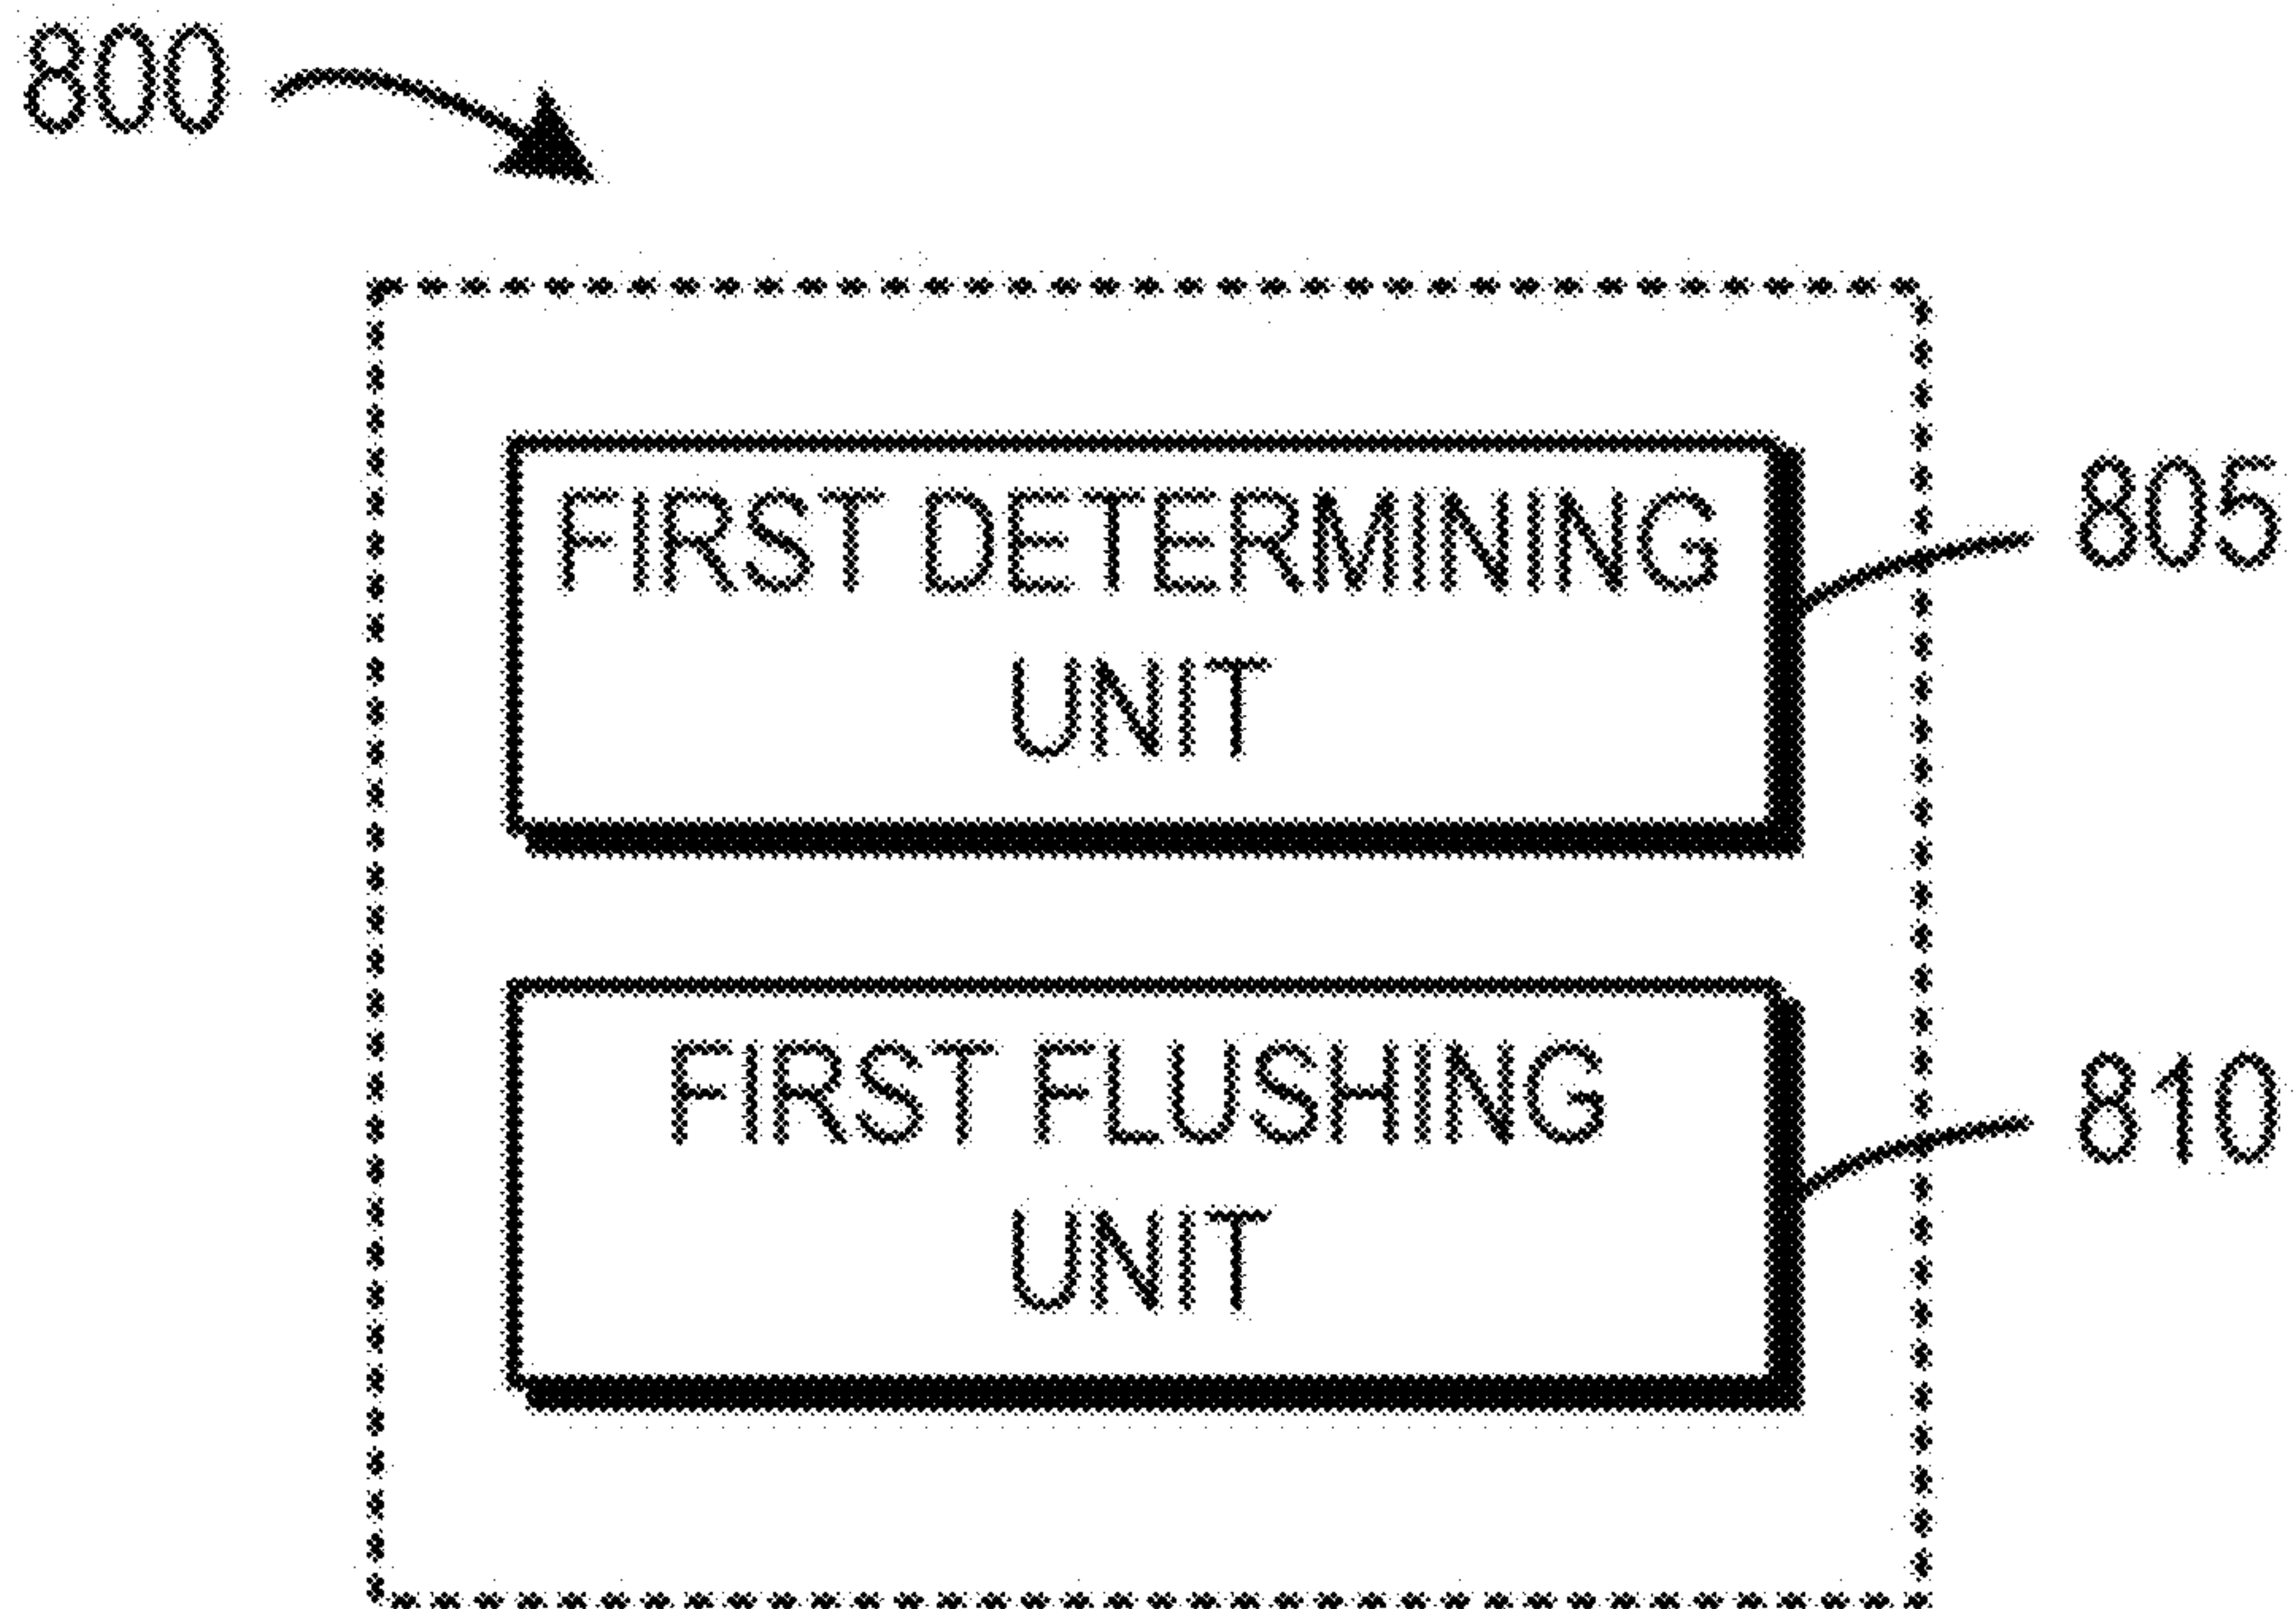 800
FIRST DETERMINING
UNIT
805
FIRST FLUSHING
UNIT
810